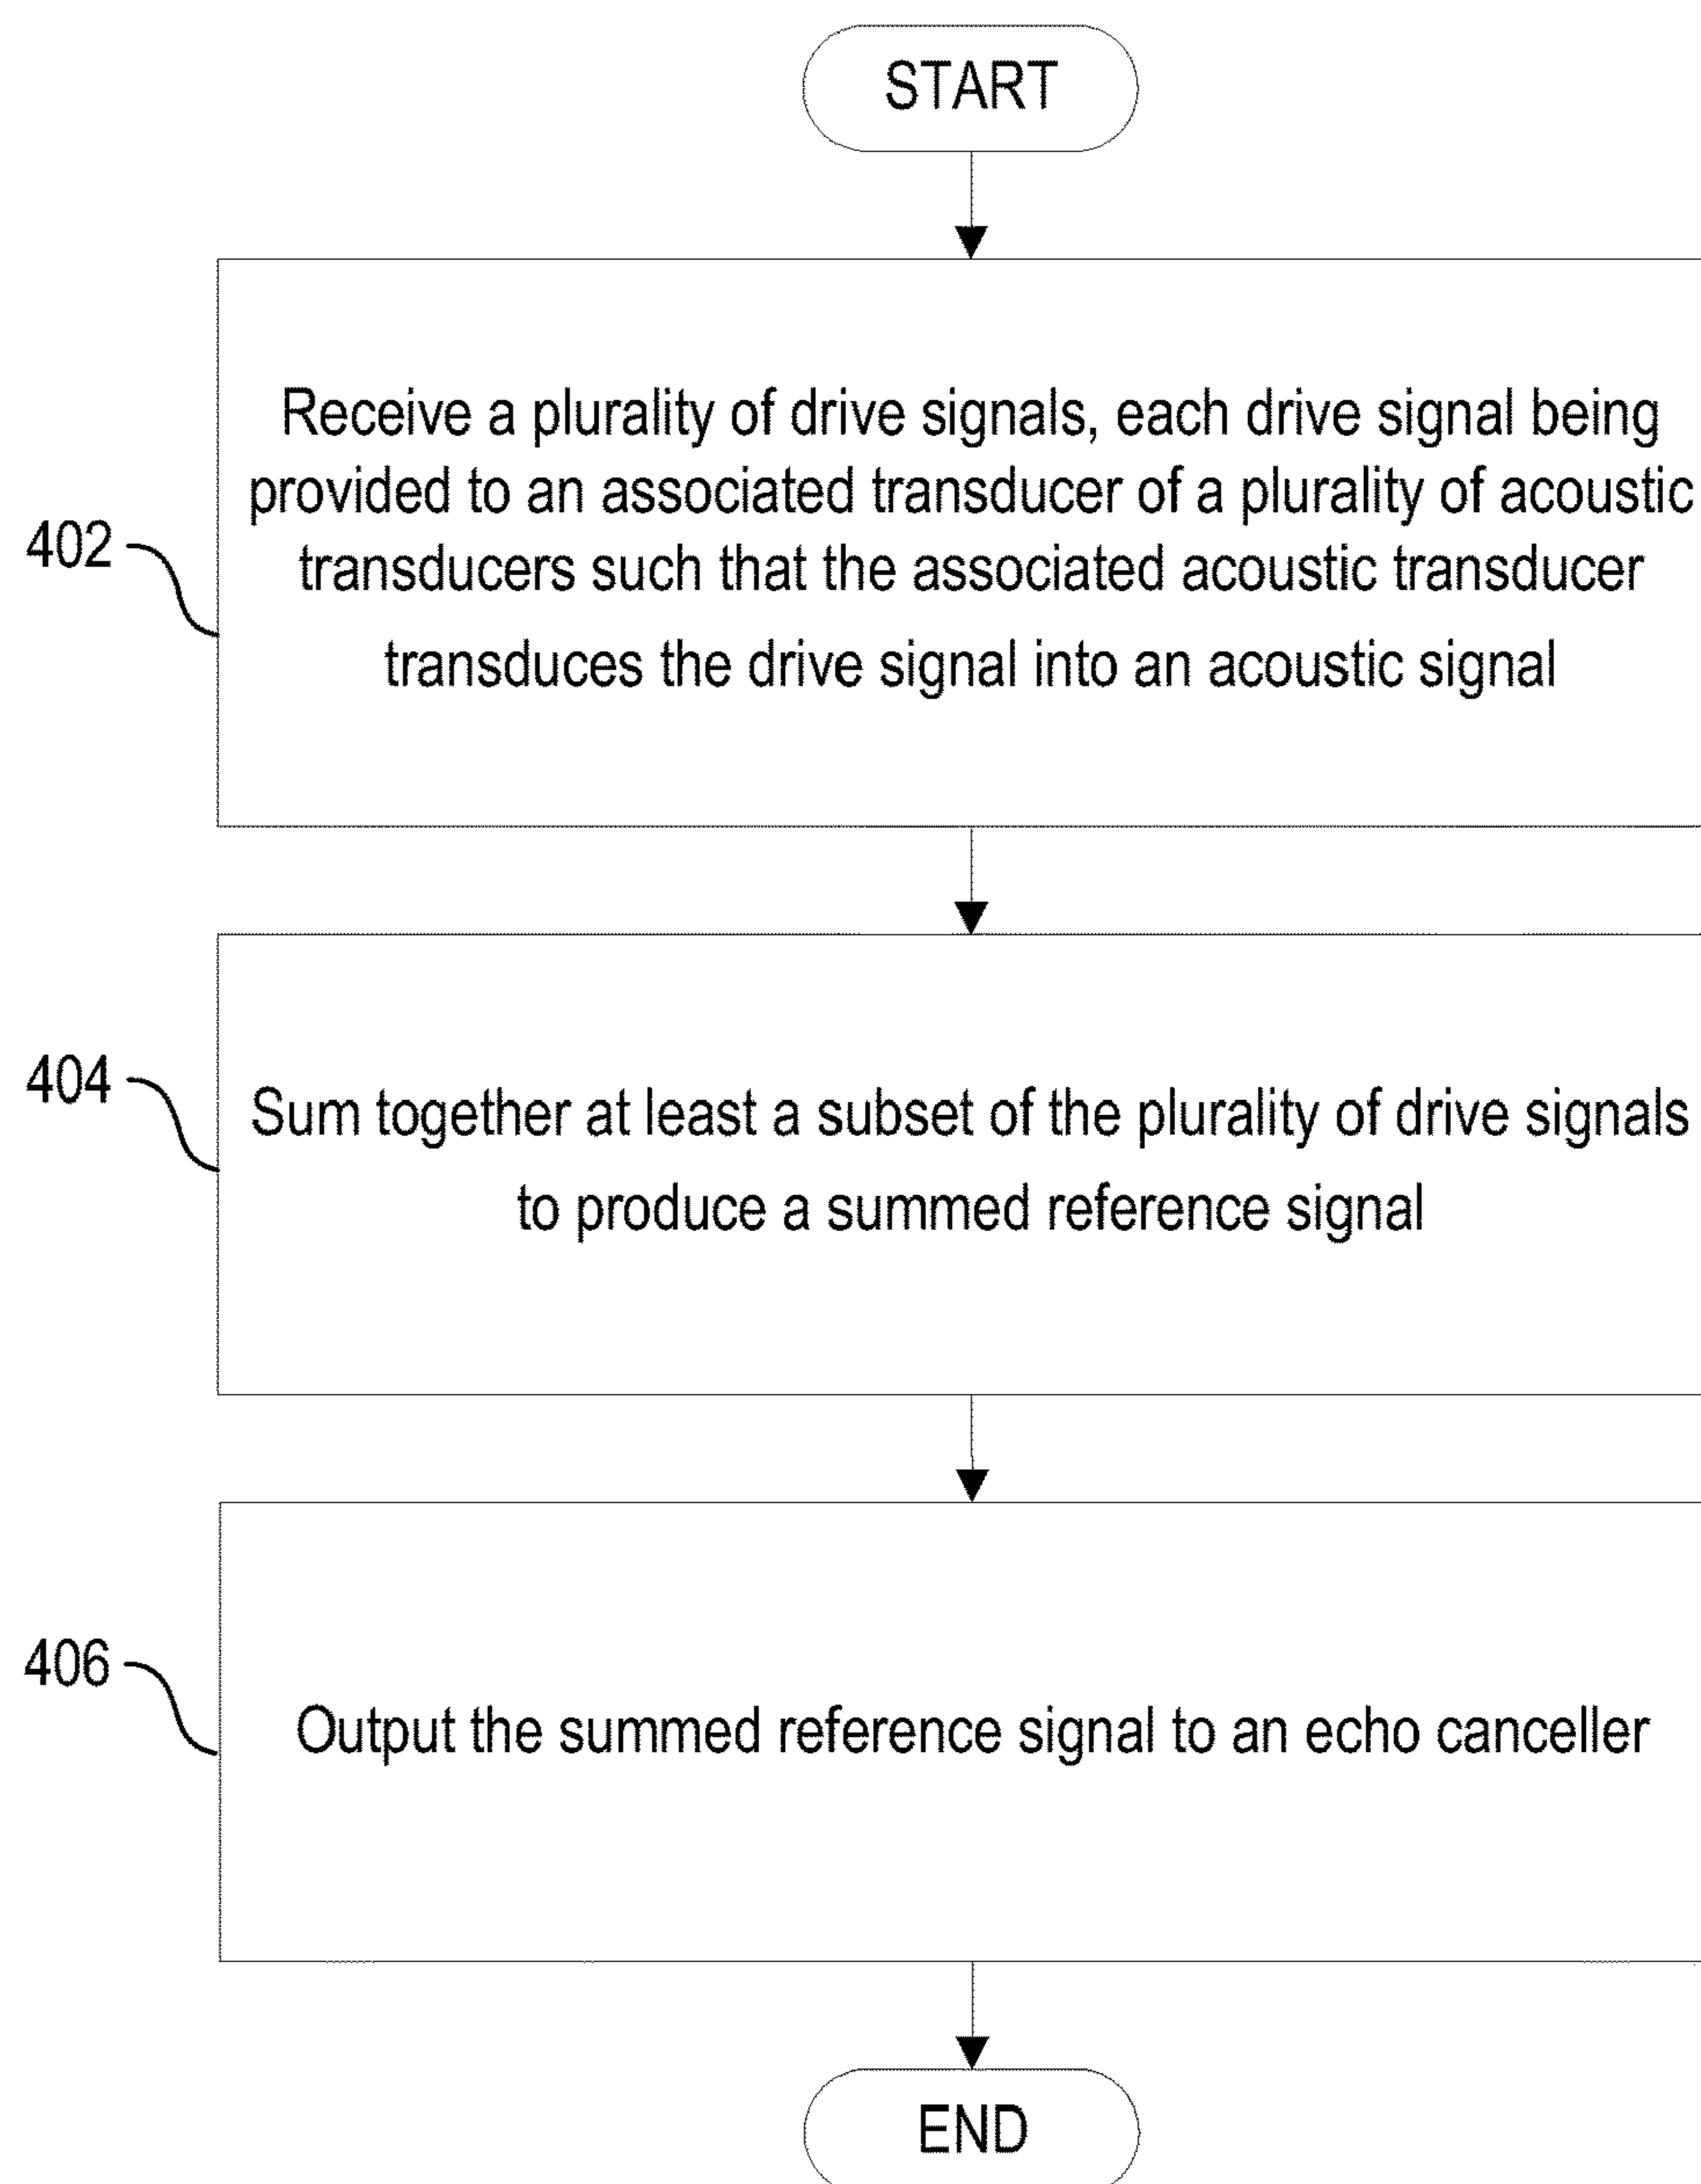 START
Receive a plurality of drive signals, each drive signal being
provided to an associated transducer of a plurality of acoustic
transducers such that the associated acoustic transducer
transduces the drive signal into an acoustic signal
402
Sum together at least a subset of the plurality of drive signals
to produce a summed reference signal
404
Output the summed reference signal to an echo canceller
406
END